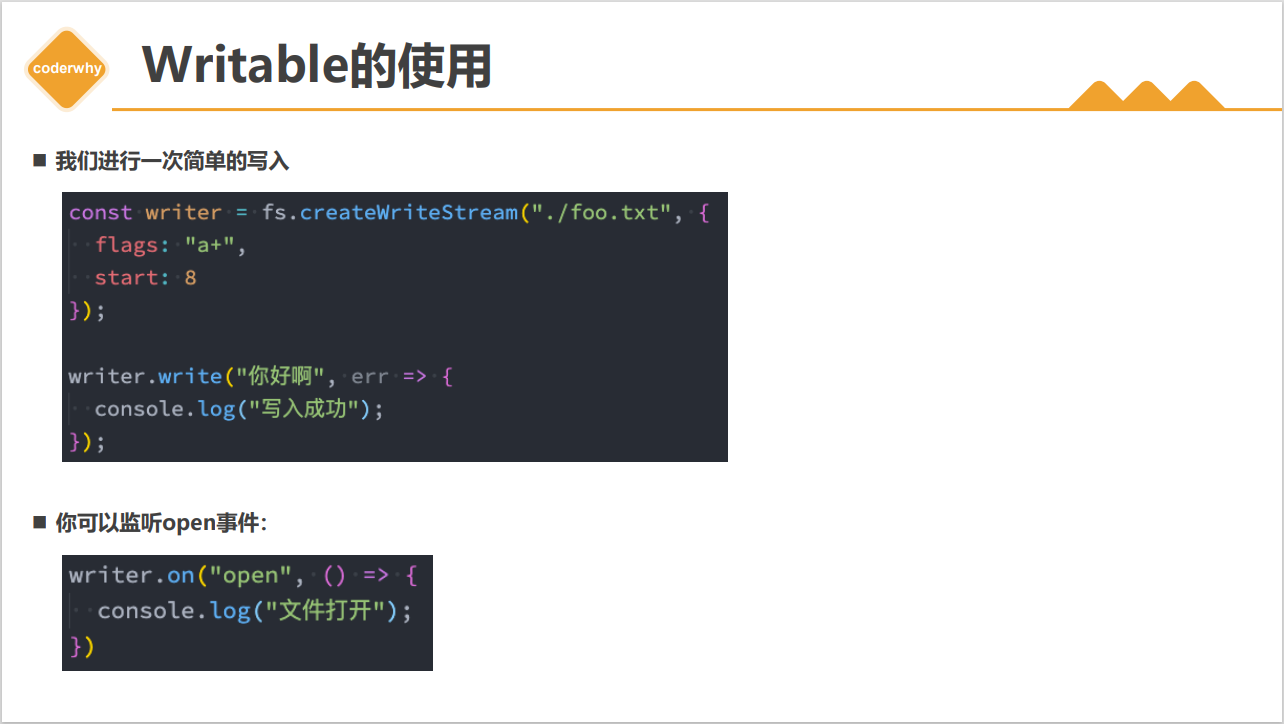 coderwhy
Writable的使用
■ 我们进行一次简单的写入
const writer = fs.createWriteStream("./foo.txt", {
  flags: "a+",
  start: 8
});

writer.write("你好啊", err => {
  console.log("写入成功");
});
■ 你可以监听open事件：
writer.on("open", () => {
  console.log("文件打开");
})